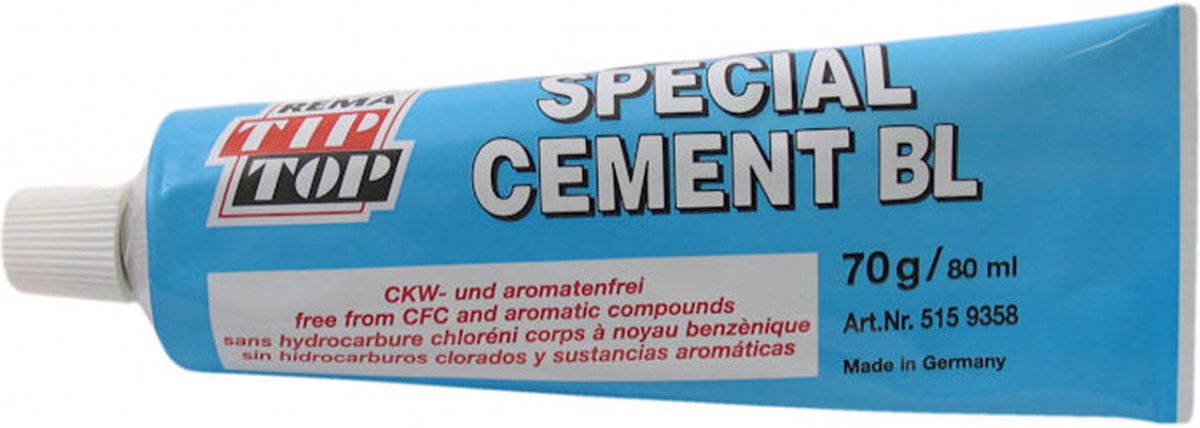 REMA
TIP
TOP
SPECIAL
CEMENT BL
CKW- und aromatenfrei
free from CFC and aromatic compounds
sans hydrocarbure chloréni corps à noyau benzènique
sin hidrocarburos clorados y sustancias aromáticas
70g/80 ml
Art.Nr. 515 9358
Made in Germany